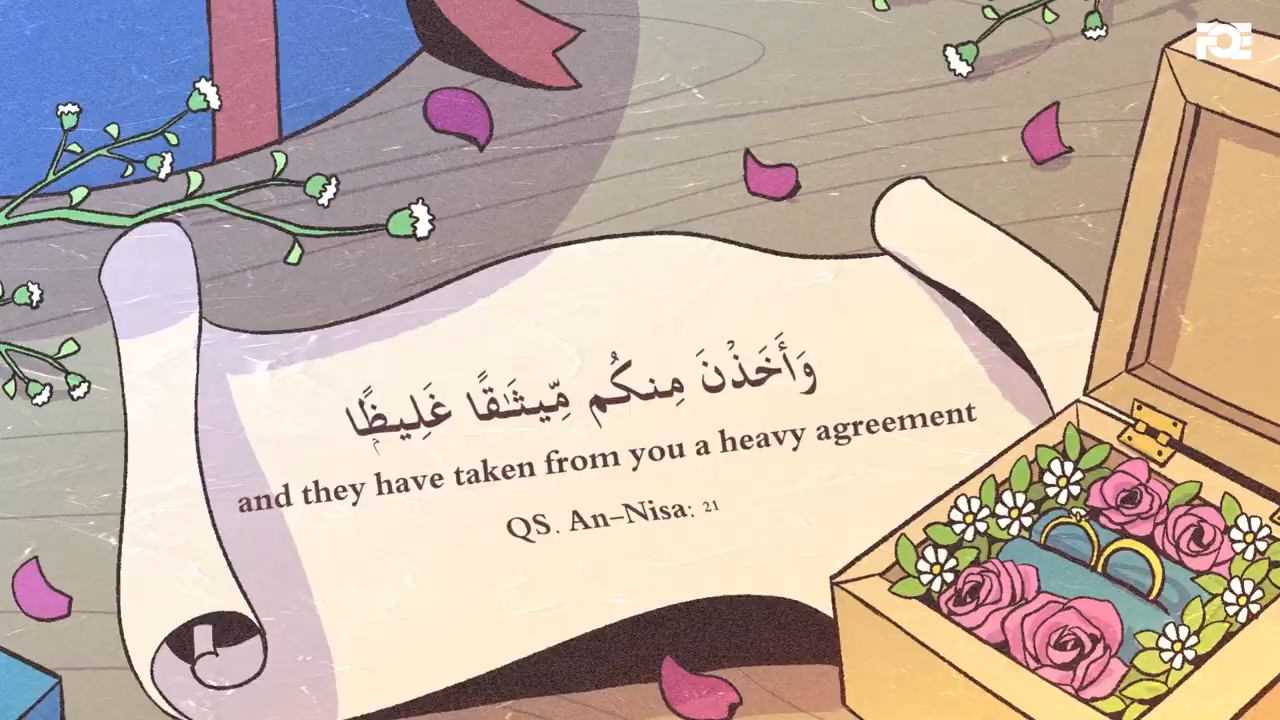 وَأَخَذْنَ مِنكُم مِّيثَـٰقًا غَلِيظًا
and they have taken from you a heavy agreement
QS. An-Nisa: 21